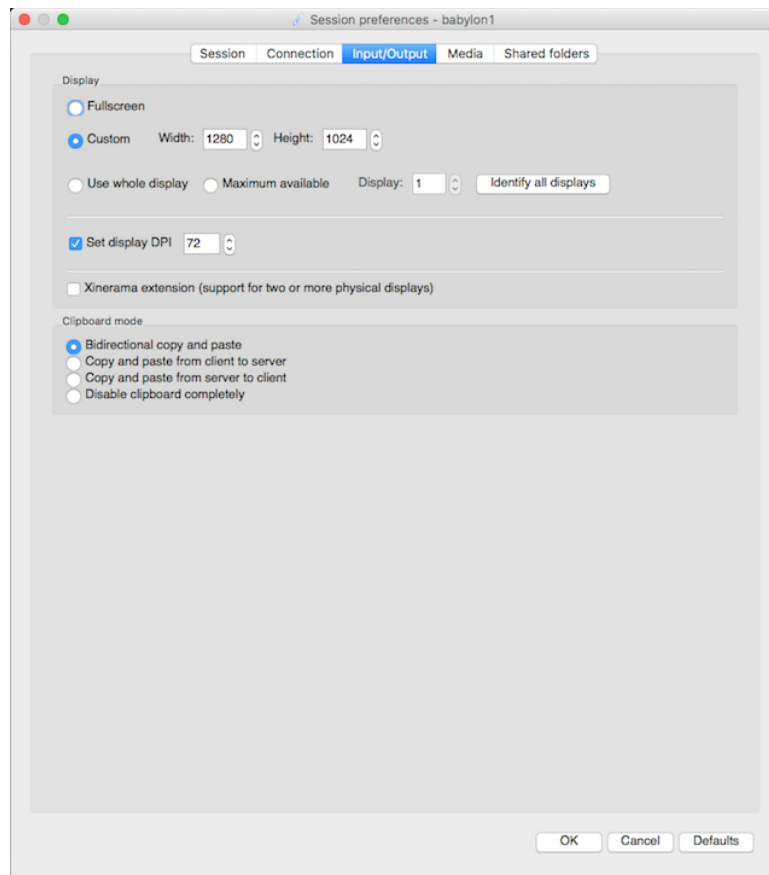 Session preferences - babylon1
Session Connection Input/Output Media Shared folders
Display
Fullscreen
Custom Width: 1280 Height: 1024
Use whole display Maximum available Display: 1 Identify all displays
Set display DPI 72
Xinerama extension (support for two or more physical displays)
Clipboard mode
Bidirectional copy and paste
Copy and paste from client to server
Copy and paste from server to client
Disable clipboard completely
OK Cancel Defaults